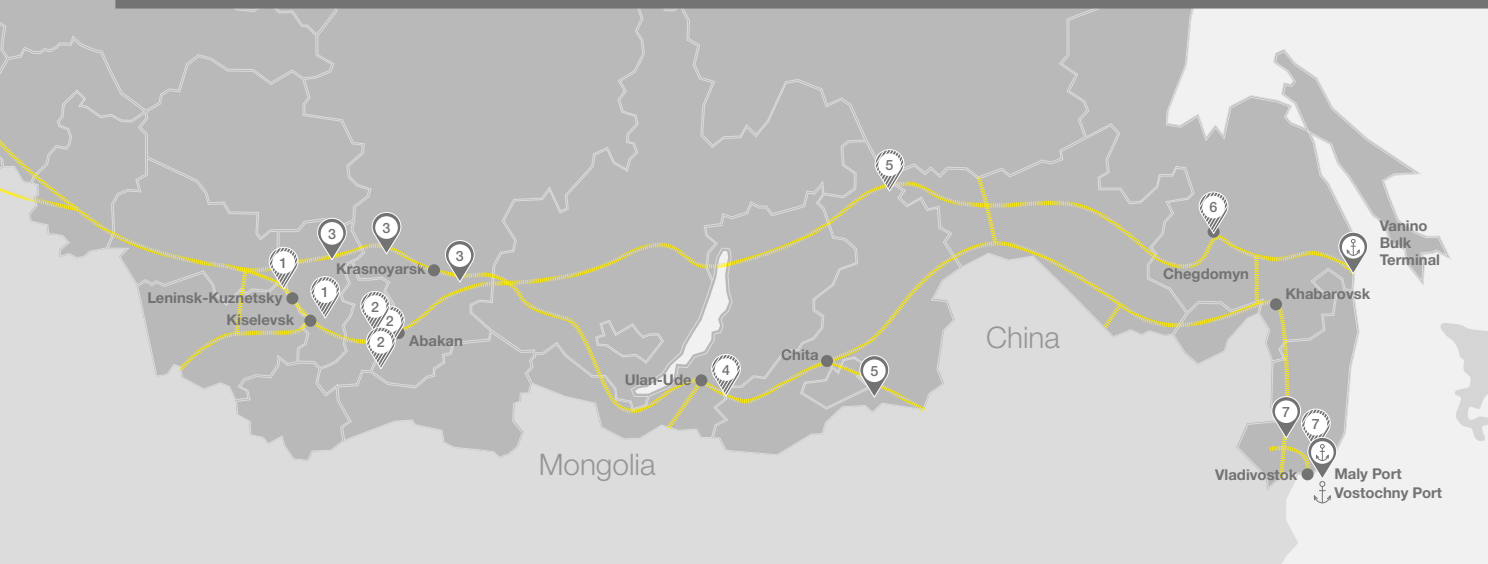 5
6
Vanino
Bulk
Terminal
3
3
3
1
Krasnoyarsk
Chegdomyn
Leninsk-Kuznetsky
1
Khabarovsk
Kiselevsk
2
2
2
Abakan
China
Chita
Ulan-Ude
4
5
7
7
Mongolia
Vladivostok
Maly Port
Vostochny Port